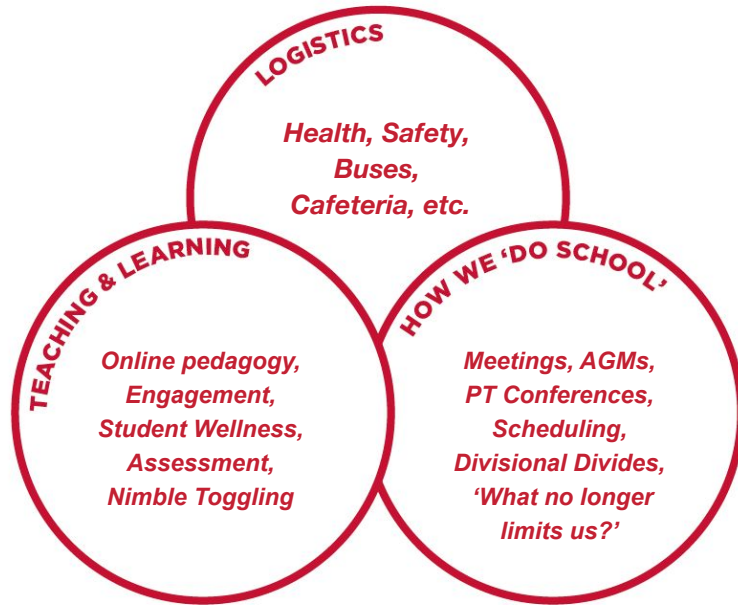 LOGISTICS
Health, Safety,
Buses,
Cafeteria, etc.
TEACHING & LEARNING
Online pedagogy,
Engagement,
Student Wellness,
Assessment,
Nimble Toggling
HOW WE ‘DO SCHOOL’
Meetings, AGMs,
PT Conferences,
Scheduling,
Divisional Divides,
‘What no longer
limits us?’